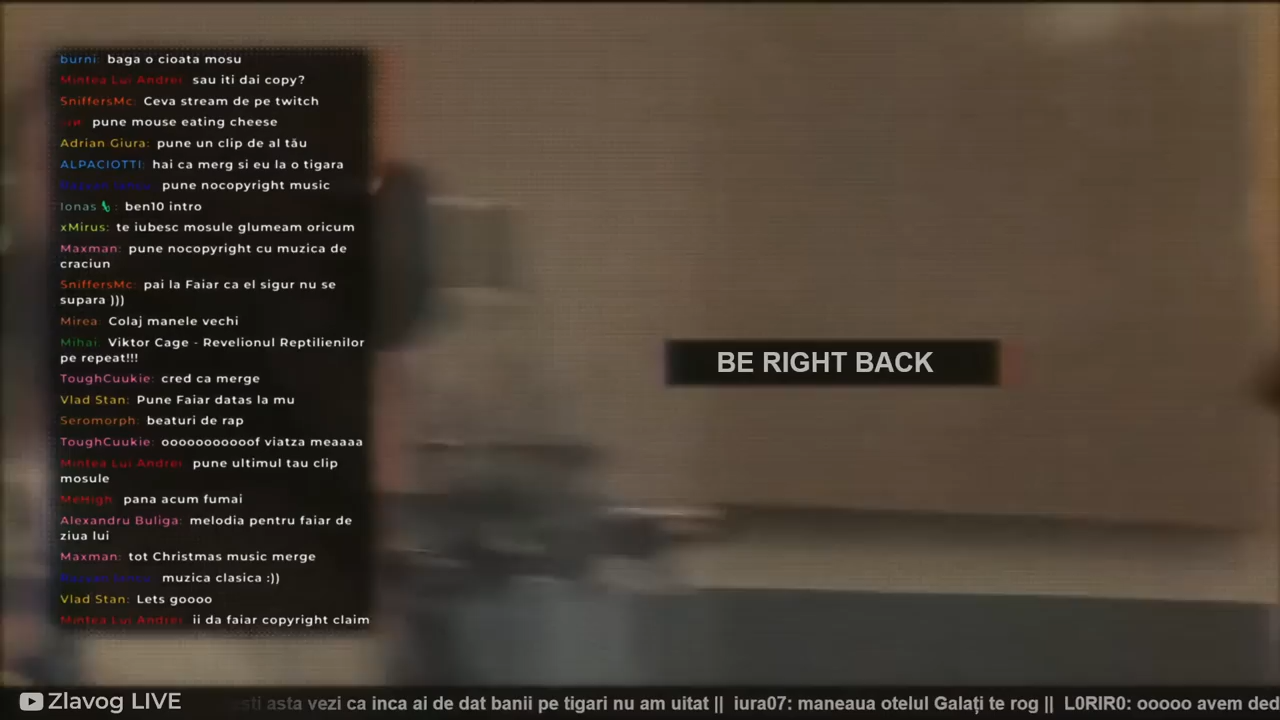 burni: baga o cioata mosu
Mintea Lui Andrei: sau iti dai copy?
SniffersMc: Ceva stream de pe twitch
pune mouse eating cheese
Adrian Giura: pune un clip de al tău
ALPACIOTTI: hai ca merg si eu la o tigara
pune nocopyright music
Ionas : ben10 intro
xMirus: te iubesc mosule glumeam oricum
Maxman: pune nocopyright cu muzica de
craciun
SniffersMc: pai la Faiar ca el sigur nu se
supara )))
Mirea: Colaj manele vechi
Mihai: Viktor Cage - Revelionul Reptilienilor
pe repeat!!!
ToughCuukie: cred ca merge
Vlad Stan: Pune Faiar datas la mu
Seromorph: beaturi de rap
ToughCuukie: ooooooooooof viatza meaaaa
Mintea Lui Andrei: pune ultimul tau clip
mosule
MeHigh: pana acum fumai
Alexandru Buliga: melodia pentru faiar de
ziua lui
Maxman: tot Christmas music merge
muzica clasica :))
Vlad Stan: Lets goooo
Mintea Lui Andrei: ii da faiar copyright claim
BE RIGHT BACK
Zlavog LIVE
sti asta vezi ca inca ai de dat banii pe tigari nu am uitat || iura07: maneaua otelul Galați te rog || L0RIR0: ooooo avem ded